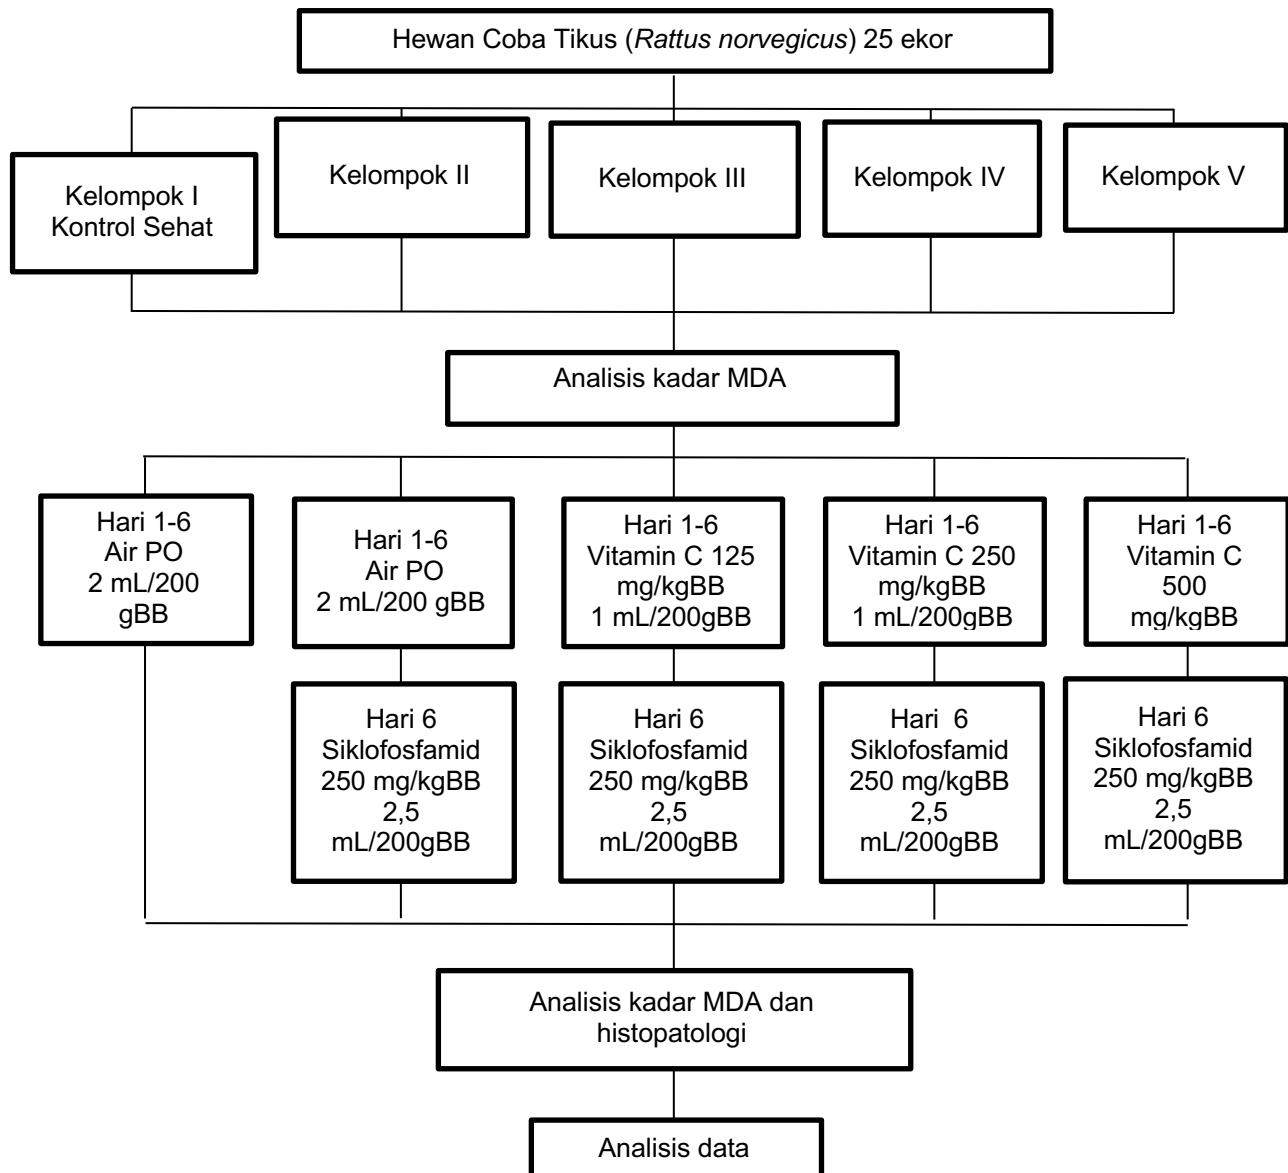 Hewan Coba Tikus (Rattus norvegicus) 25 ekor
Kelompok I
Kontrol Sehat
Kelompok II
Kelompok III
Kelompok IV
Kelompok V
Analisis kadar MDA
Hari 1-6
Air PO
2 mL/200
gBB
Hari 1-6
Air PO
2 mL/200 gBB
Hari 1-6
Vitamin C 125
mg/kgBB
1 mL/200gBB
Hari 1-6
Vitamin C 250
mg/kgBB
1 mL/200gBB
Hari 1-6
Vitamin C
500
mg/kgBB
Hari 6
Siklofosfamid
250 mg/kgBB
2,5
mL/200gBB
Hari 6
Siklofosfamid
250 mg/kgBB
2,5
mL/200gBB
Hari 6
Siklofosfamid
250 mg/kgBB
2,5
mL/200gBB
Hari 6
Siklofosfamid
250 mg/kgBB
2,5
mL/200gBB
Analisis kadar MDA dan
histopatologi
Analisis data